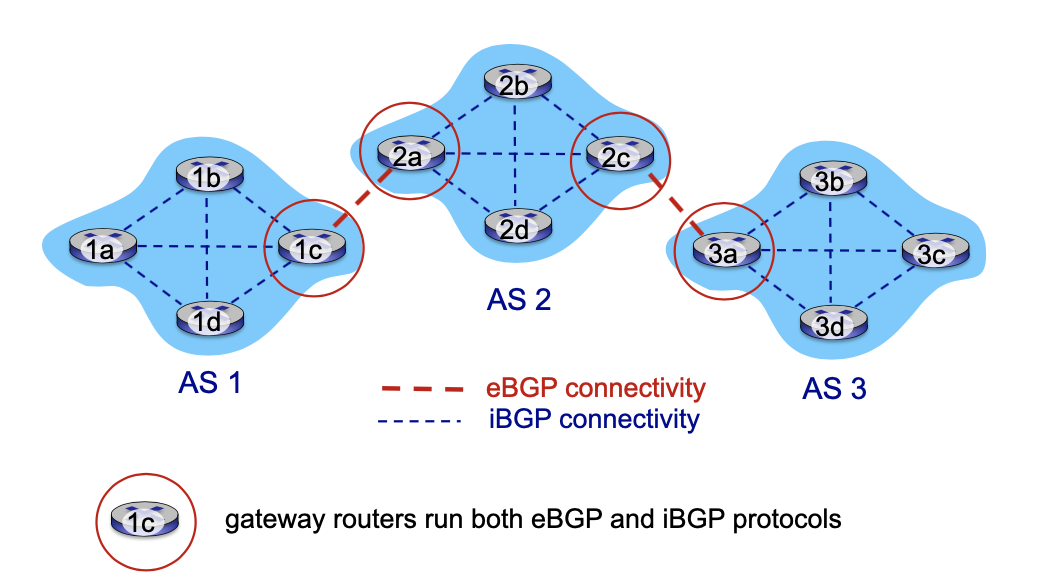 2b
2a
2c
2d
AS 2
1b
1a
1c
1d
AS 1
3b
3a
3c
3d
AS 3
eBGP connectivity
iBGP connectivity
1c
gateway routers run both eBGP and iBGP protocols